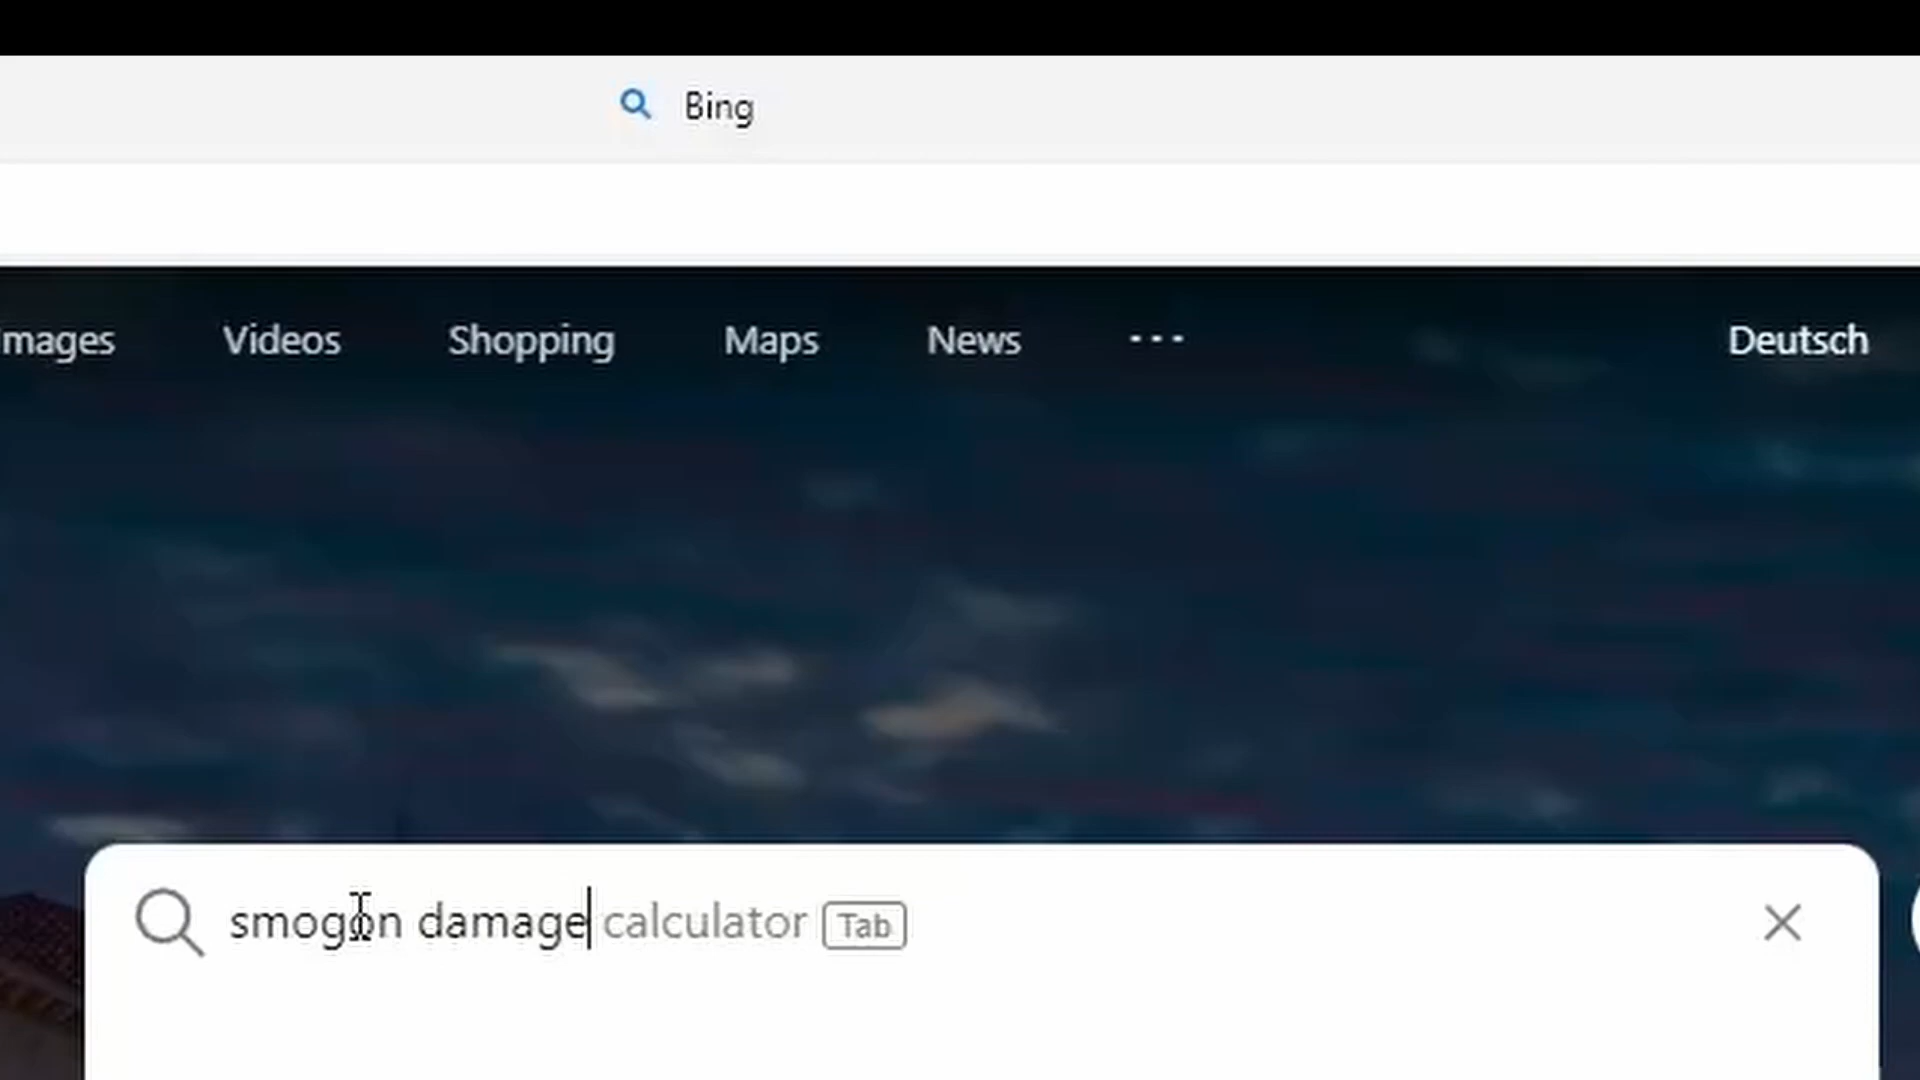 Bing
mages Videos Shopping Maps News ... Deutsch
smogon damage calculator Tab